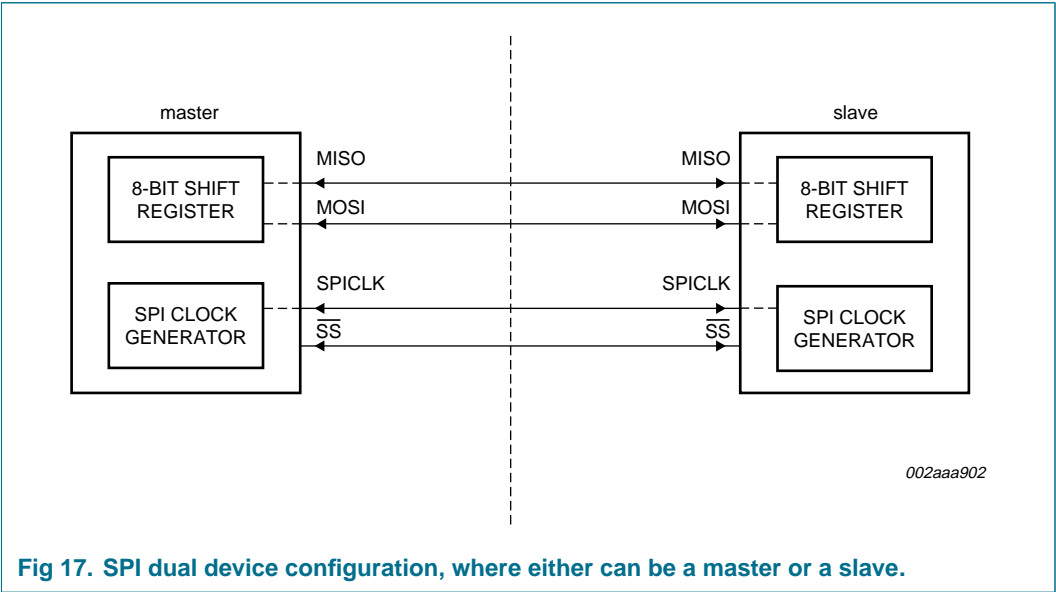 master
slave
8-BIT SHIFT
REGISTER
MISO
MISO
8-BIT SHIFT
REGISTER
MOSI
MOSI
SPI CLOCK
GENERATOR
SPICLK
SPICLK
SPI CLOCK
GENERATOR
SS
SS
002aaa902
Fig 17. SPI dual device configuration, where either can be a master or a slave.